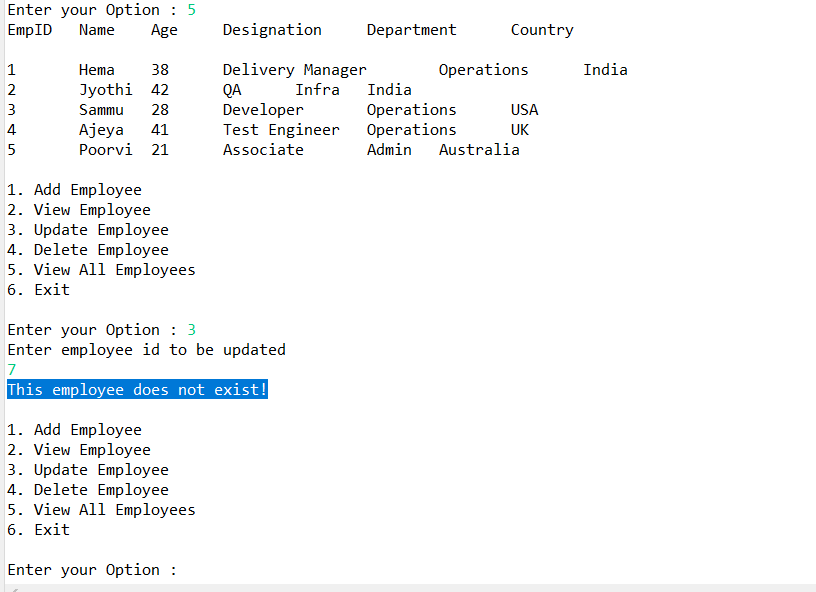 Enter your Option : 5
EmpID Name Age Designation Department Country
1 Hema 38 Delivery Manager Operations India
2 Jyothi 42 QA Infra India
3 Sammu 28 Developer Operations USA
4 Ajeya 41 Test Engineer Operations UK
5 Poorvi 21 Associate Admin Australia
1. Add Employee
2. View Employee
3. Update Employee
4. Delete Employee
5. View All Employees
6. Exit
Enter your Option : 3
Enter employee id to be updated
7
This employee does not exist!
1. Add Employee
2. View Employee
3. Update Employee
4. Delete Employee
5. View All Employees
6. Exit
Enter your Option :